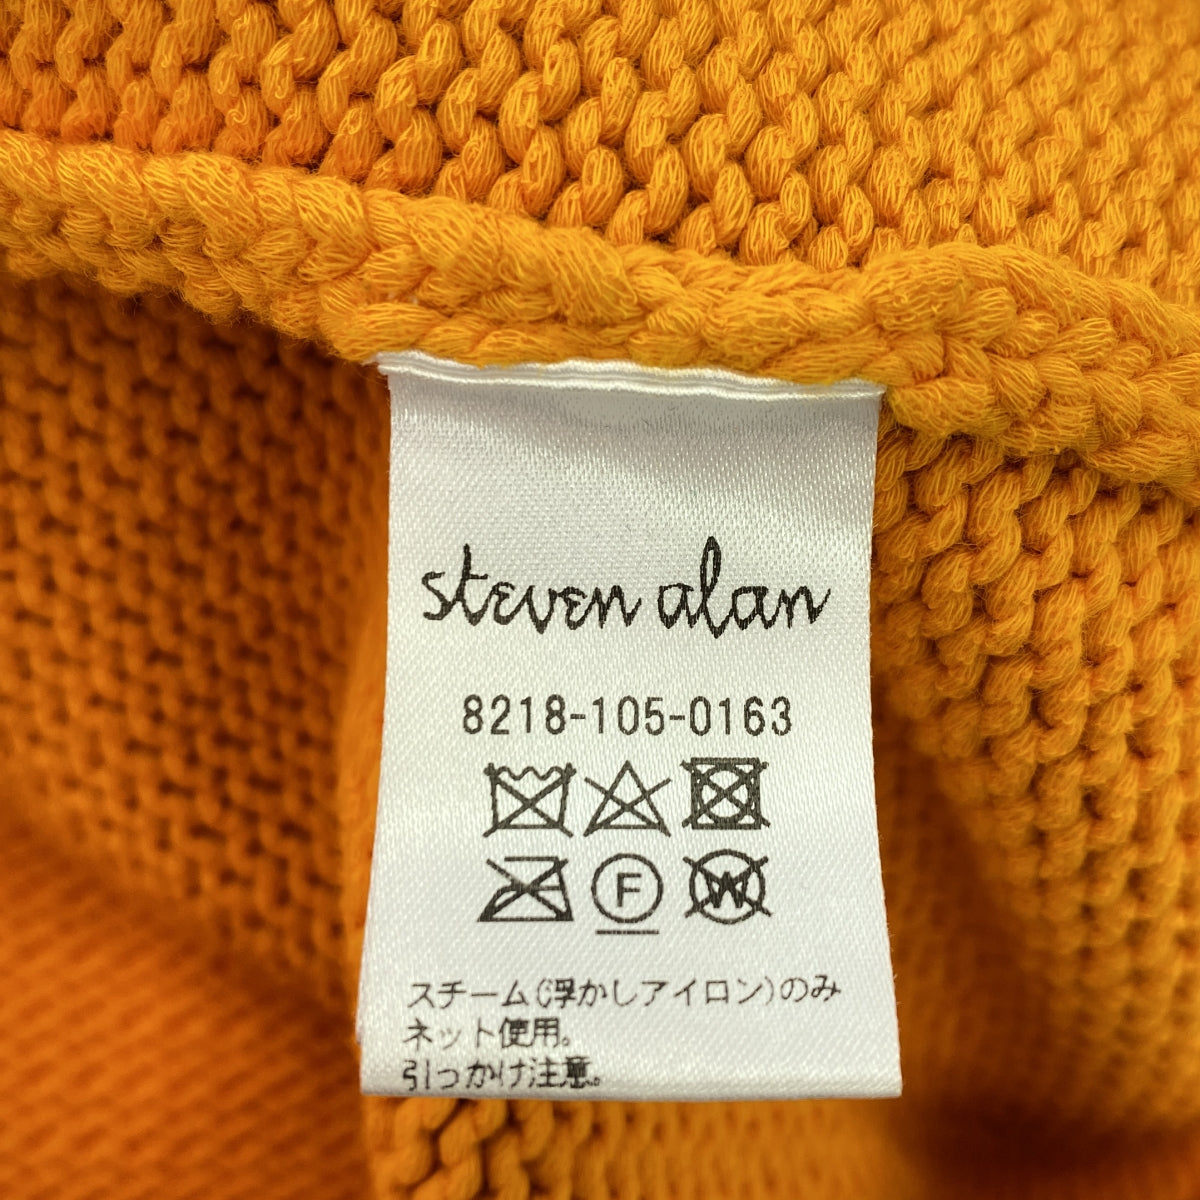 steven alan
8218-105-0163
F
W
スチーム(浮かしアイロン)のみ
ネット使用。
引っかけ注意。